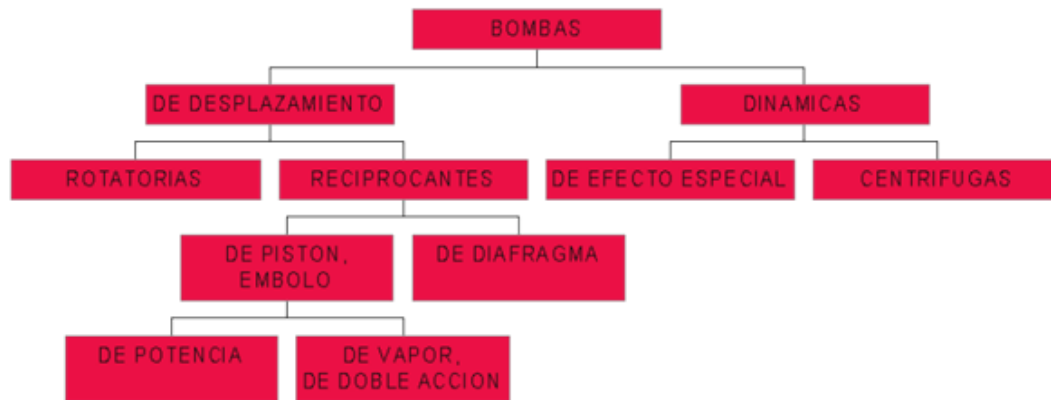 BOMBAS
DE DESPLAZAMIENTO
DINAMICAS
ROTATORIAS
RECIPROCANTES
DE EFECTO ESPECIAL
CENTRIFUGAS
DE PISTON,
EMBOLO
DE DIAFRAGMA
DE POTENCIA
DE VAPOR,
DE DOBLE ACCION